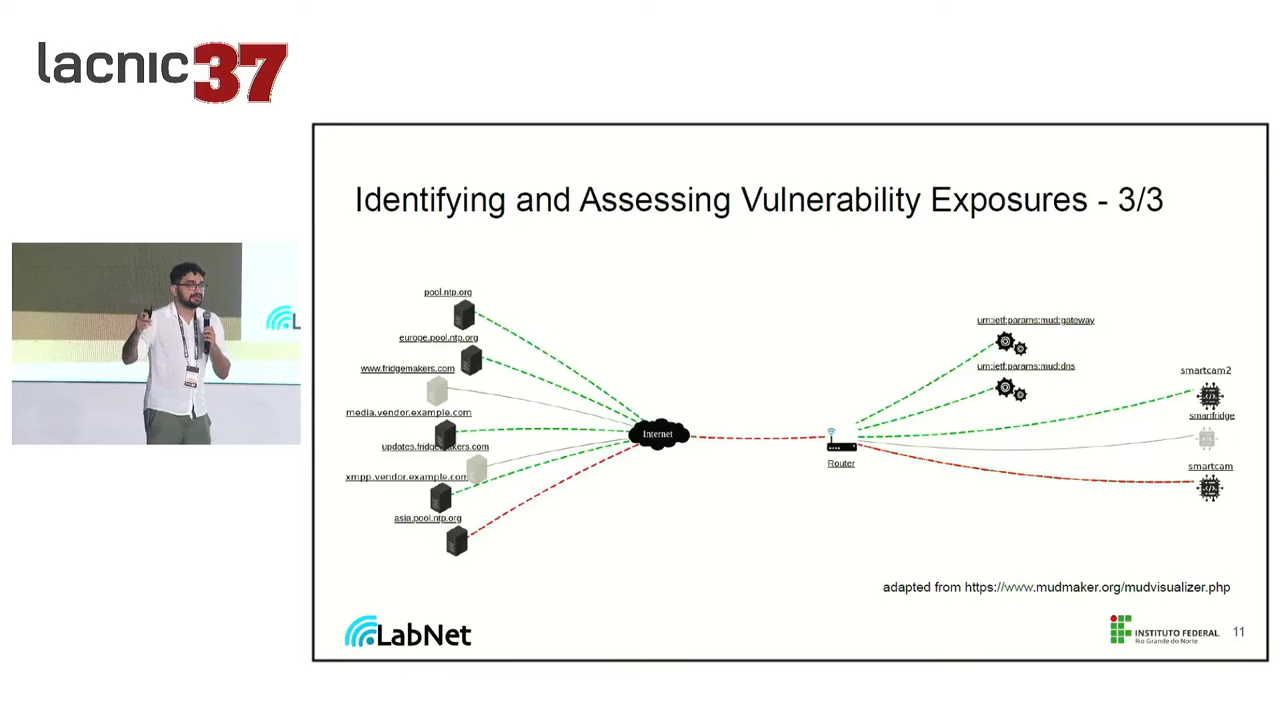 lacnic 37
Identifying and Assessing Vulnerability Exposures - 3/3
pool.ntp.org
europe.pool.ntp.org
www.fridgemakers.com
media.vendor.example.com
updates.fridgemakers.com
xmpp.vendor.example.com
asia.pool.ntp.org
Internet
Router
urn:ietf:params:mud:gateway
urn:ietf:params:mud:dns
smartcam2
smartfridge
smartcam
adapted from https://www.mudmaker.org/mudvisualizer.php
LabNet
INSTITUTO FEDERAL
Rio Grande do Norte
11
L